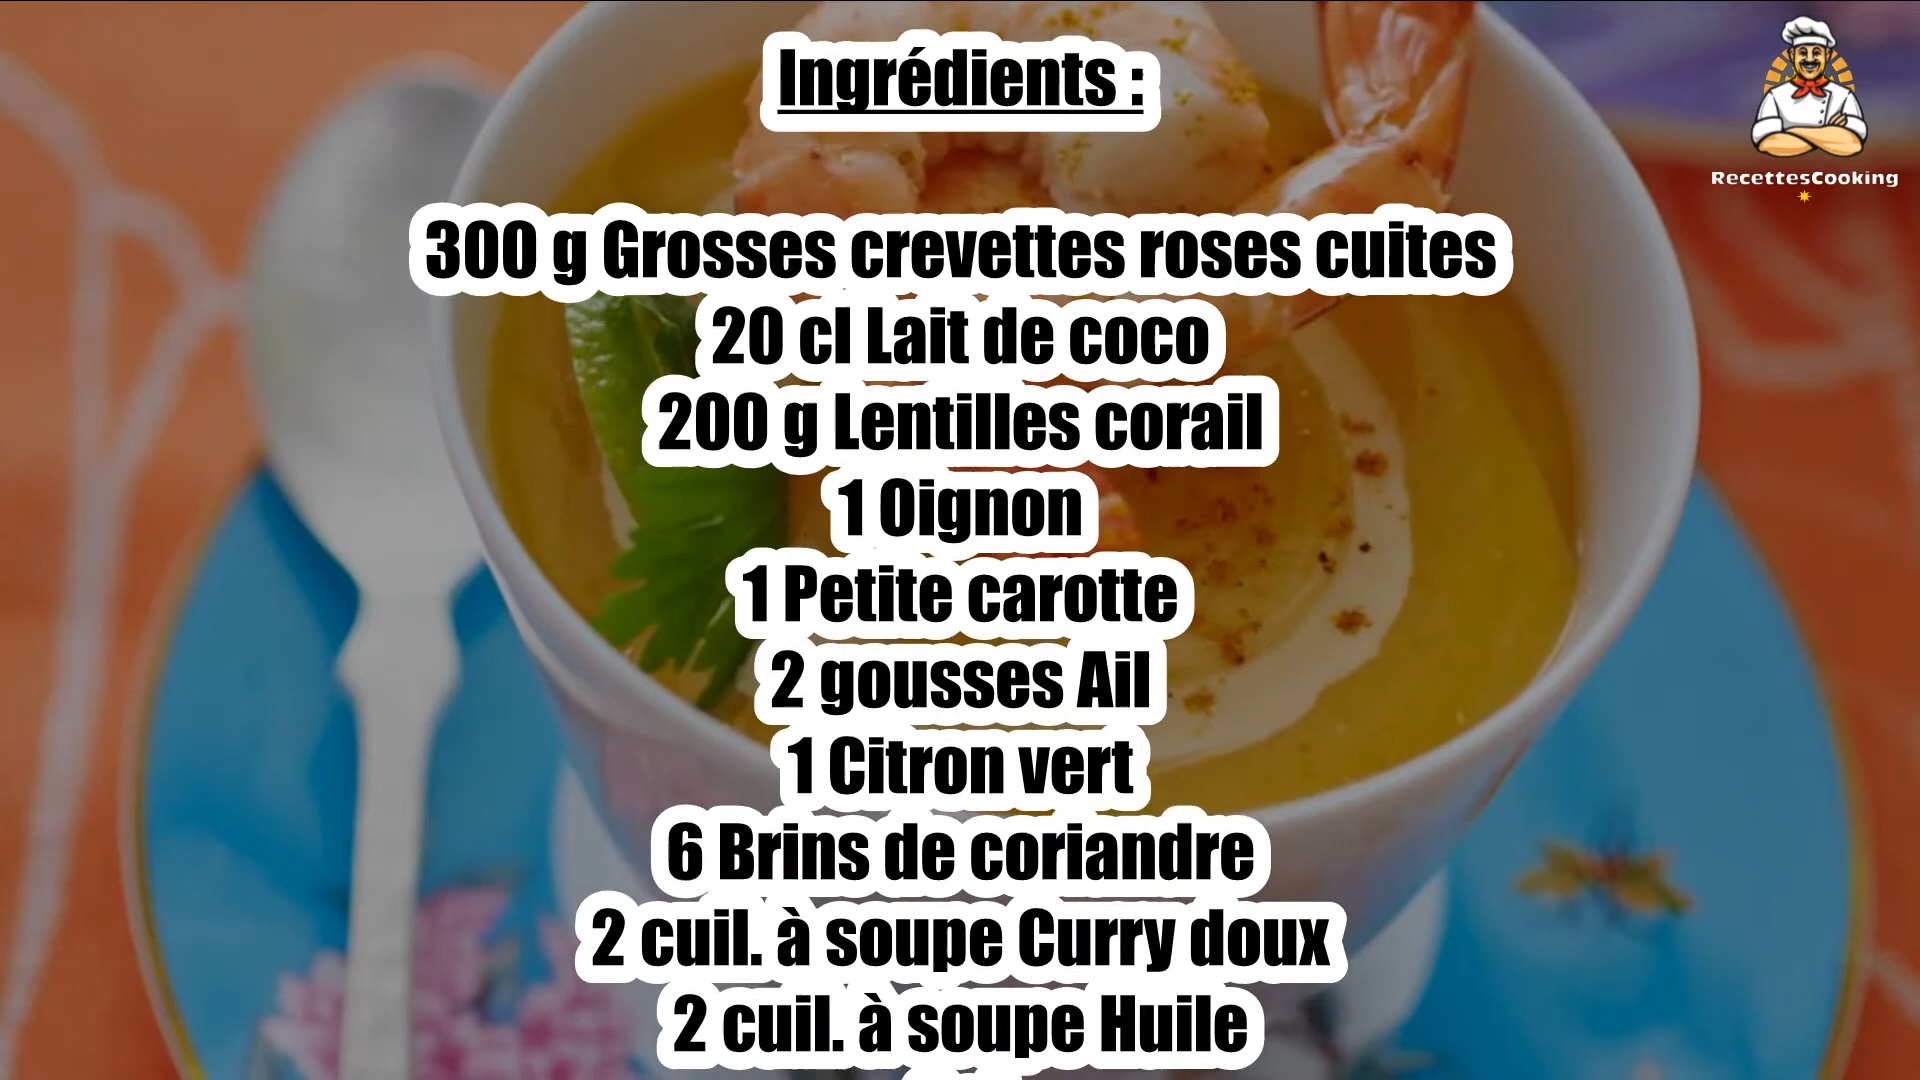 Ingrédients :
RecettesCooking
300 g Grosses crevettes roses cuites
20 cl Lait de coco
200 g Lentilles corail
1 Oignon
1 Petite carotte
2 gousses Ail
1 Citron vert
6 Brins de coriandre
2 cuil. à soupe Curry doux
2 cuil. à soupe Huile